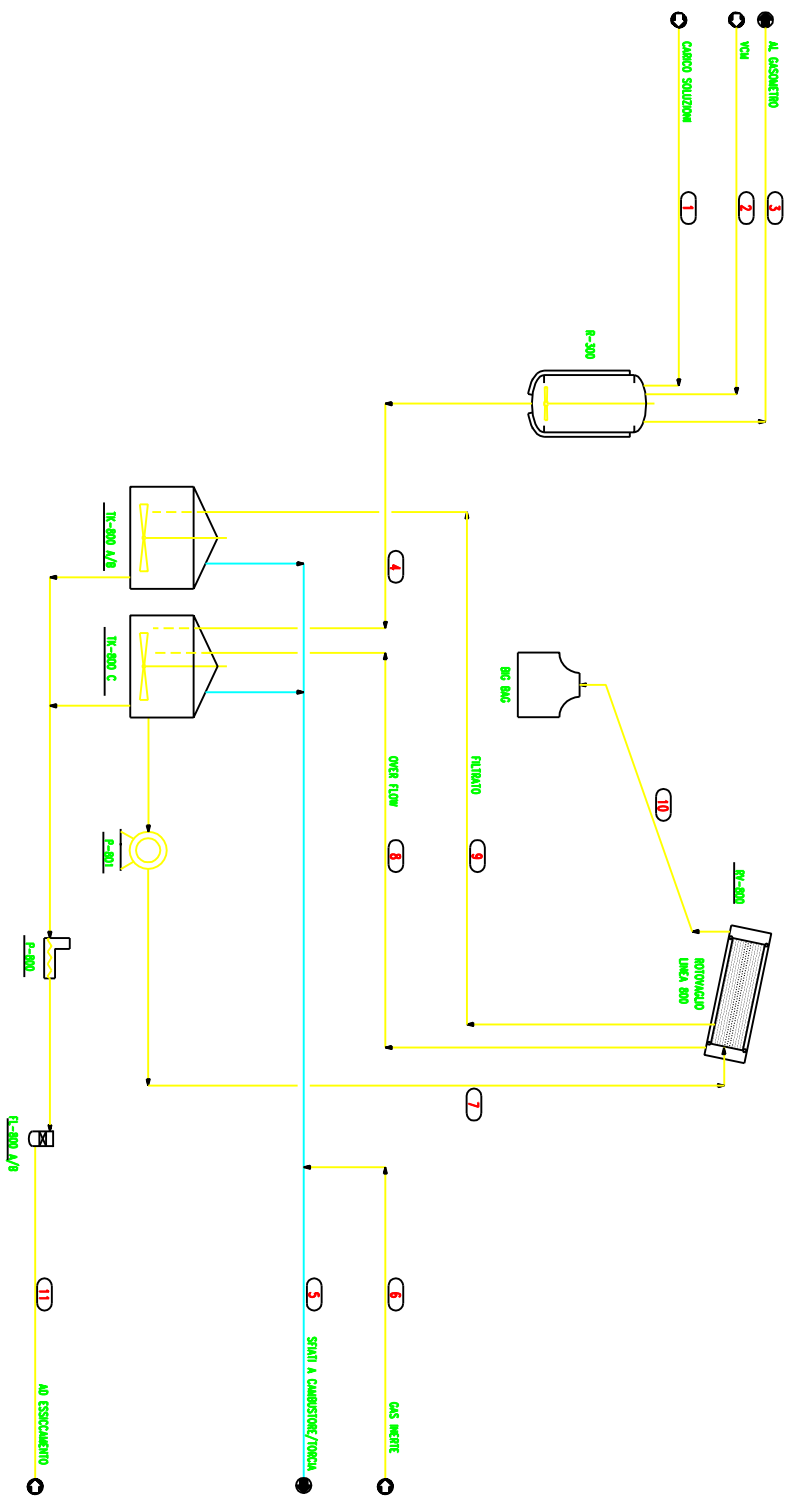 AL GASOMETRO
3
VCM
2
RV-800
CARICO SOLUZIONI
1
ROTOVAGLIO
LINEA 800
10
R-300
BIG BAG
FILTRATO
9
7
4
OVER FLOW
8
6
GAS INERTE
5
SFIATI A CAMBUSTORE/TORCIA
TK-800 A/B
TK-800 C
P-801
11
AD ESSICCAMENTO
P-800
FL-800 A/B